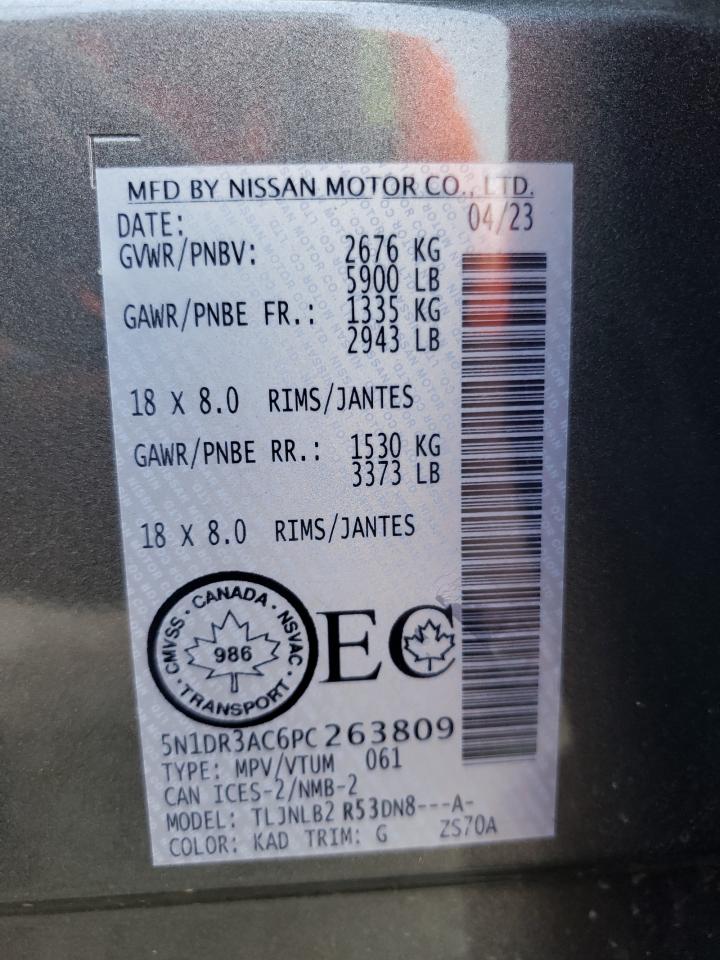 MFD BY NISSAN MOTOR CO., LTD.
DATE: 04/23
GVWR/PNBV: 2676 KG
5900 LB
GAWR/PNBE FR.: 1335 KG
2943 LB
18 X 8.0 RIMS/JANTES
GAWR/PNBE RR.: 1530 KG
3373 LB
18 X 8.0 RIMS/JANTES
CMVSS · CANADA · NSVAC · TRANSPORT ·
986
EC
5N1DR3AC6PC263809
TYPE: MPV/VTUM 061
CAN ICES-2/NMB-2
MODEL: TLJNLB2 R53DN8---A-
COLOR: KAD TRIM: G ZS70A